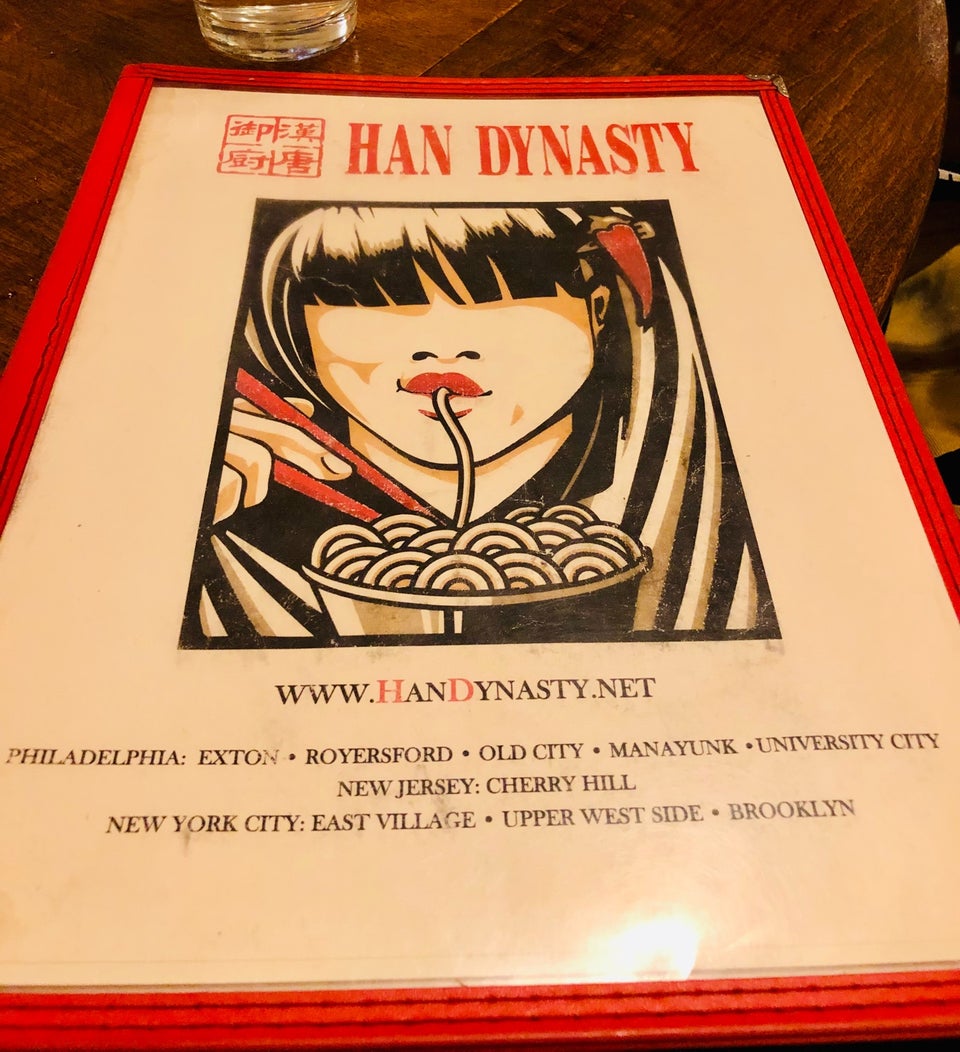 漢唐御廚
HAN DYNASTY
WWW.HANDYNASTY.NET
PHILADELPHIA: EXTON • ROYERSFORD • OLD CITY • MANAYUNK • UNIVERSITY CITY
NEW JERSEY: CHERRY HILL
NEW YORK CITY: EAST VILLAGE • UPPER WEST SIDE • BROOKLYN